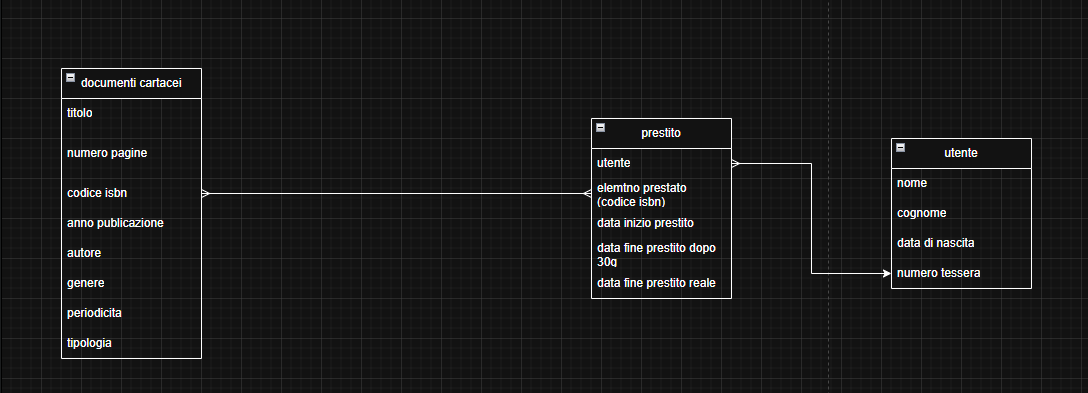 documenti cartacei
titolo
numero pagine
codice isbn
anno publicazione
autore
genere
periodicita
tipologia
prestito
utente
elemtno prestato
(codice isbn)
data inizio prestito
data fine prestito dopo
30g
data fine prestito reale
utente
nome
cognome
data di nascita
numero tessera